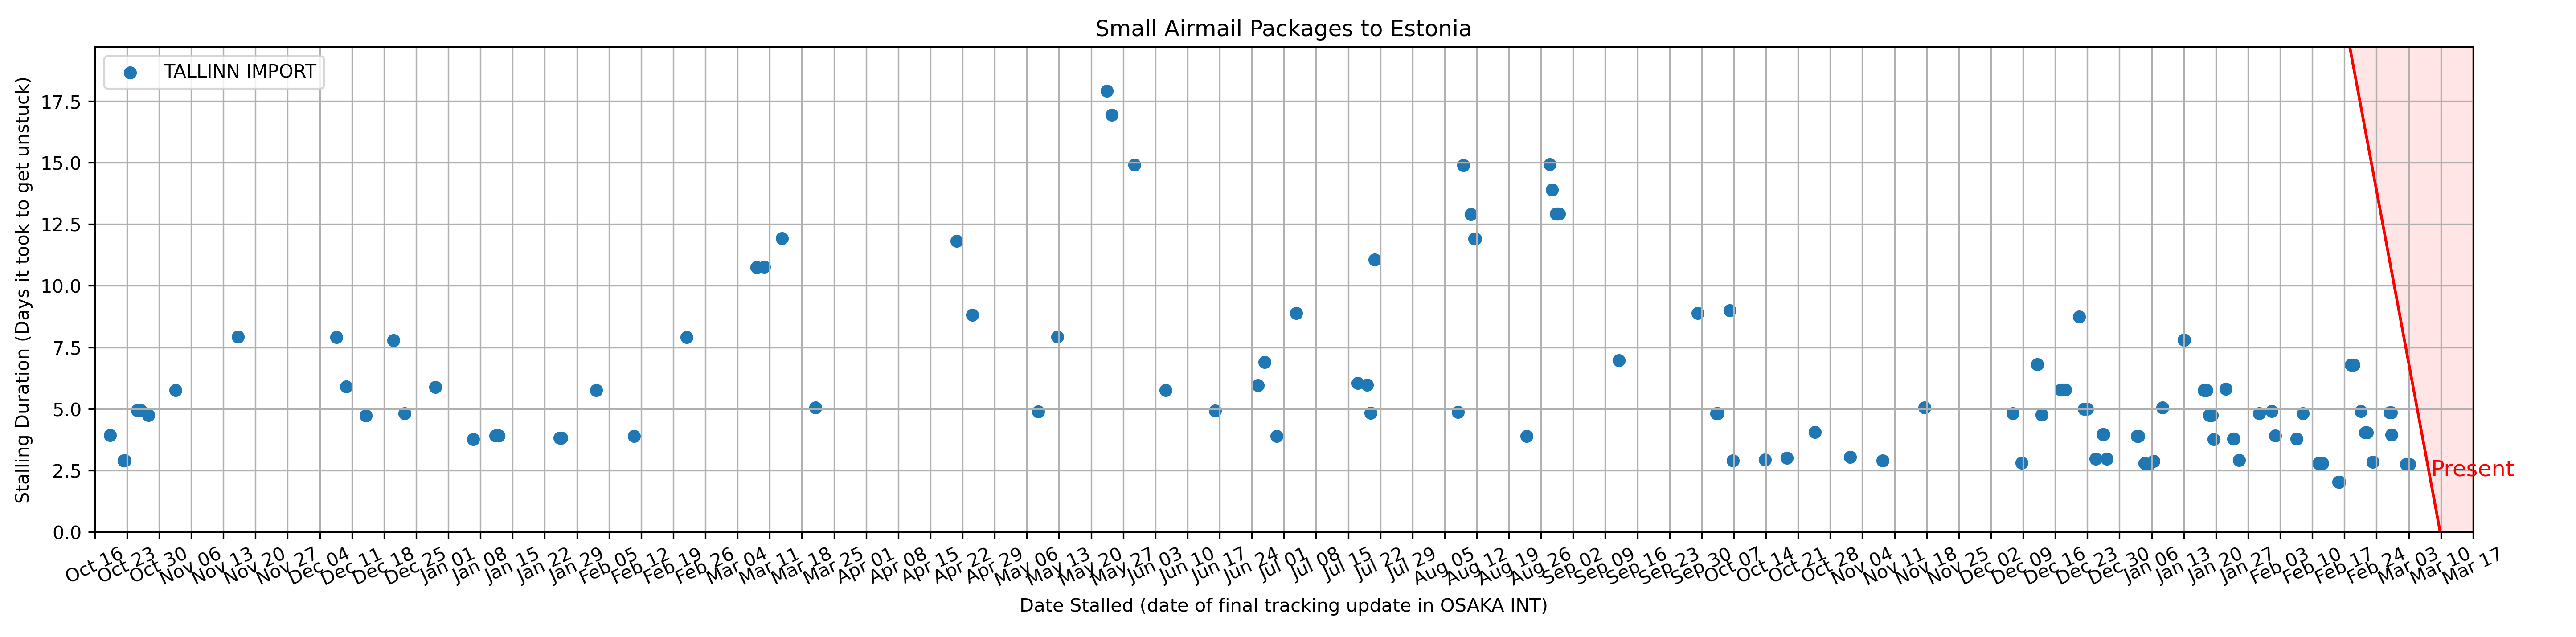 Small Airmail Packages to Estonia
TALLINN IMPORT
Stalling Duration (Days it took to get unstuck)
17.5
15.0
12.5
10.0
7.5
5.0
2.5
0.0
Present
Oct 16 Oct 23 Oct 30 Nov 06 Nov 13 Nov 20 Nov 27 Dec 04 Dec 11 Dec 18 Dec 25 Jan 01 Jan 08 Jan 15 Jan 22 Jan 29 Feb 05 Feb 12 Feb 19 Feb 26 Mar 04 Mar 11 Mar 18 Mar 25 Apr 01 Apr 08 Apr 15 Apr 22 Apr 29 May 06 May 13 May 20 May 27 Jun 03 Jun 10 Jun 17 Jun 24 Jul 01 Jul 08 Jul 15 Jul 22 Jul 29 Aug 05 Aug 12 Aug 19 Aug 26 Sep 02 Sep 09 Sep 16 Sep 23 Sep 30 Oct 07 Oct 14 Oct 21 Oct 28 Nov 04 Nov 11 Nov 18 Nov 25 Dec 02 Dec 09 Dec 16 Dec 23 Dec 30 Jan 06 Jan 13 Jan 20 Jan 27 Feb 03 Feb 10 Feb 17 Feb 24 Mar 03 Mar 10 Mar 17
Date Stalled (date of final tracking update in OSAKA INT)